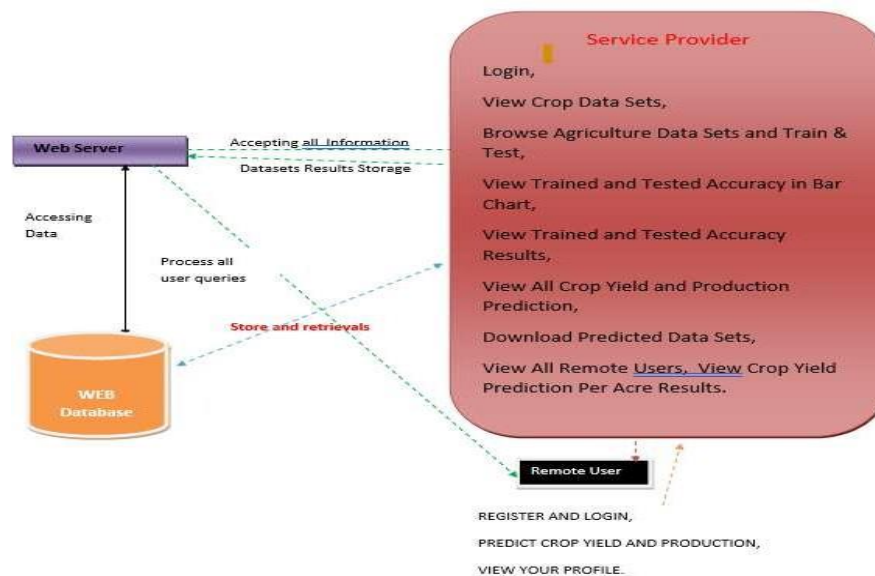 Service Provider
Login,
View Crop Data Sets,
Browse Agriculture Data Sets and Train &
Test,
View Trained and Tested Accuracy in Bar
Chart,
View Trained and Tested Accuracy
Results,
View All Crop Yield and Production
Prediction,
Download Predicted Data Sets,
View All Remote Users, View Crop Yield
Prediction Per Acre Results.
Web Server
Accepting all Information
Datasets Results Storage
Accessing
Data
Process all
user queries
Store and retrievals
WEB
Database
Remote User
REGISTER AND LOGIN,
PREDICT CROP YIELD AND PRODUCTION,
VIEW YOUR PROFILE.